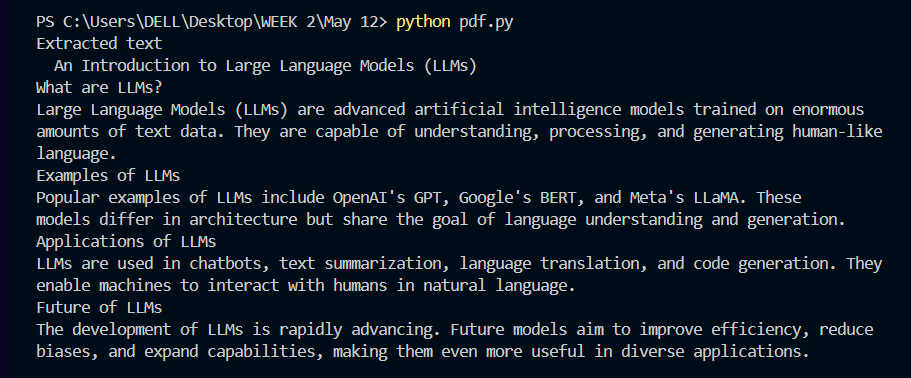 PS C:\Users\DELL\Desktop\WEEK 2\May 12> python pdf.py
Extracted text
  An Introduction to Large Language Models (LLMs)
What are LLMs?
Large Language Models (LLMs) are advanced artificial intelligence models trained on enormous
amounts of text data. They are capable of understanding, processing, and generating human-like
language.
Examples of LLMs
Popular examples of LLMs include OpenAI's GPT, Google's BERT, and Meta's LLaMA. These
models differ in architecture but share the goal of language understanding and generation.
Applications of LLMs
LLMs are used in chatbots, text summarization, language translation, and code generation. They
enable machines to interact with humans in natural language.
Future of LLMs
The development of LLMs is rapidly advancing. Future models aim to improve efficiency, reduce
biases, and expand capabilities, making them even more useful in diverse applications.